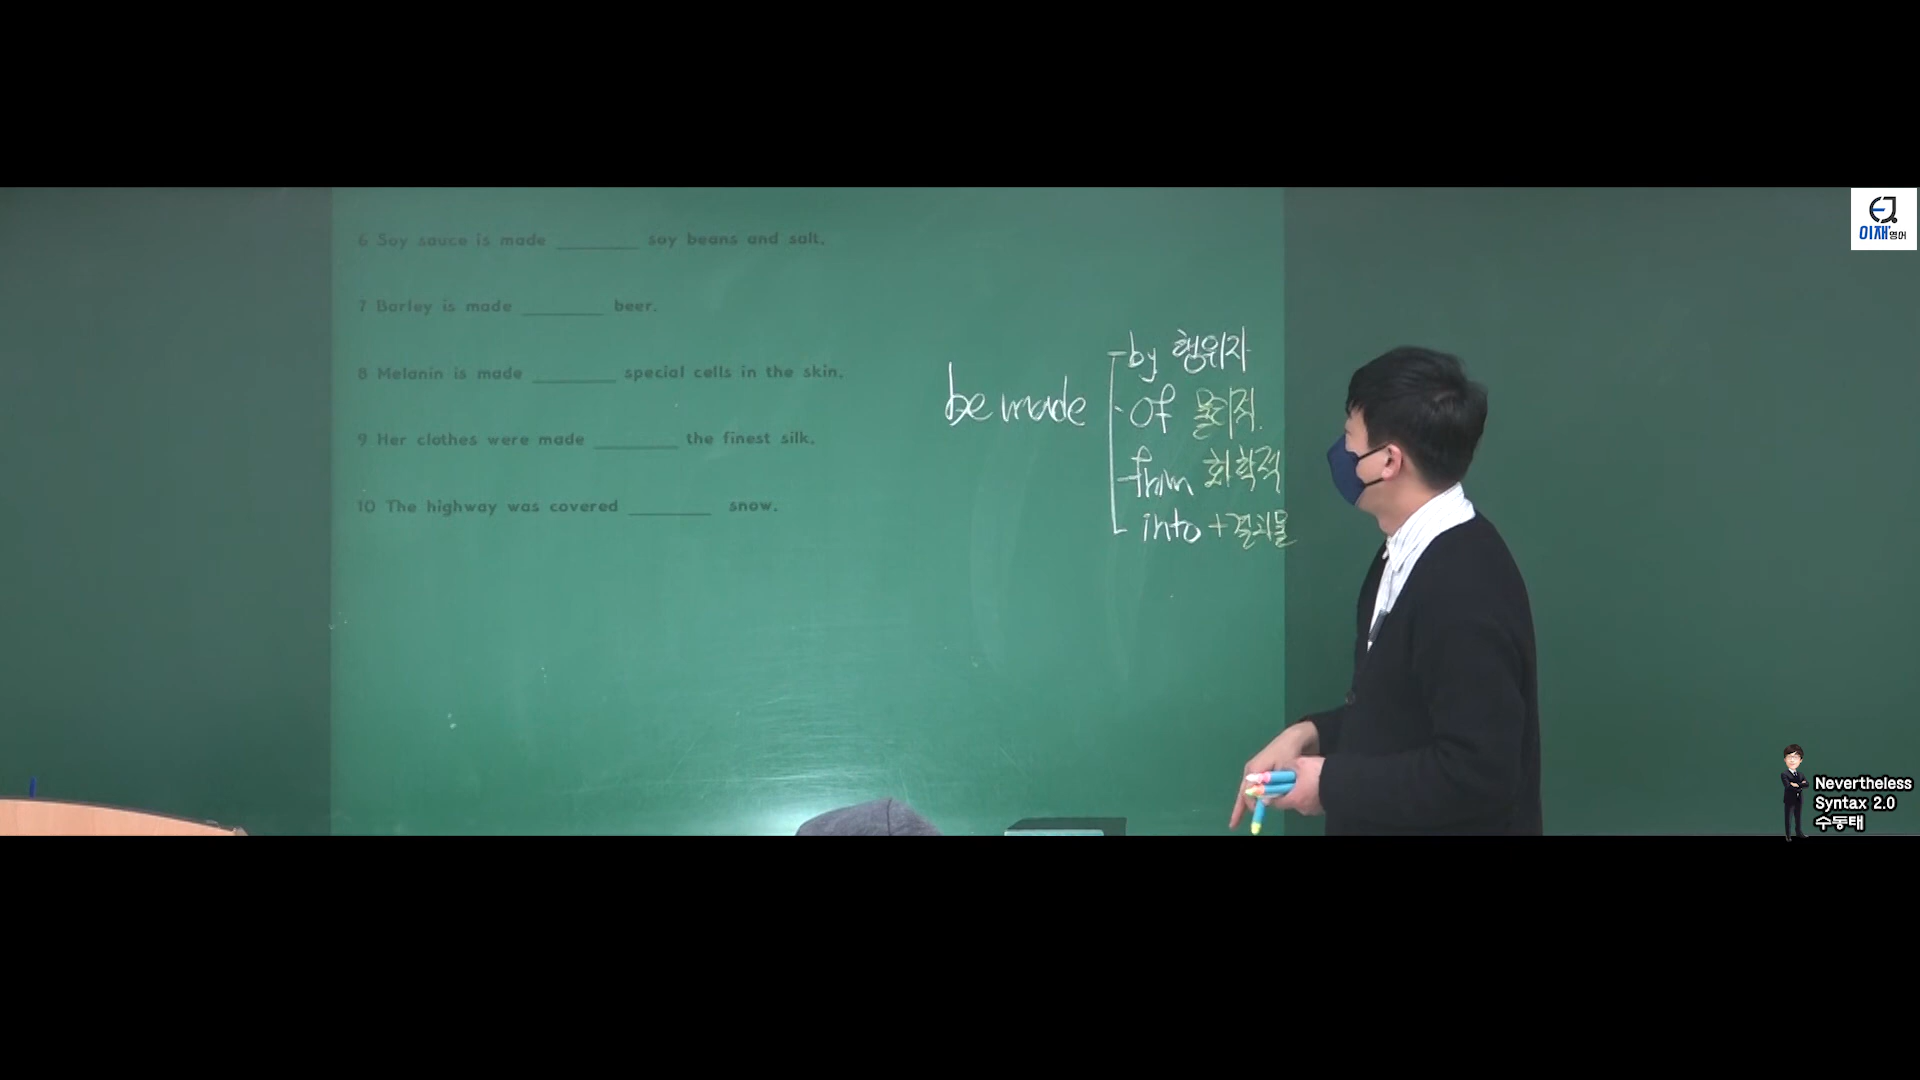 6 Soy sauce is made ________ soy beans and salt.
7 Barley is made ________ beer.
8 Melanin is made ________ special cells in the skin.
9 Her clothes were made ________ the finest silk.
10 The highway was covered ________ snow.
be made
by 행위자
of 물리적
from 화학적
into + 결과물
EJ
이재영어
Nevertheless
Syntax 2.0
수동태